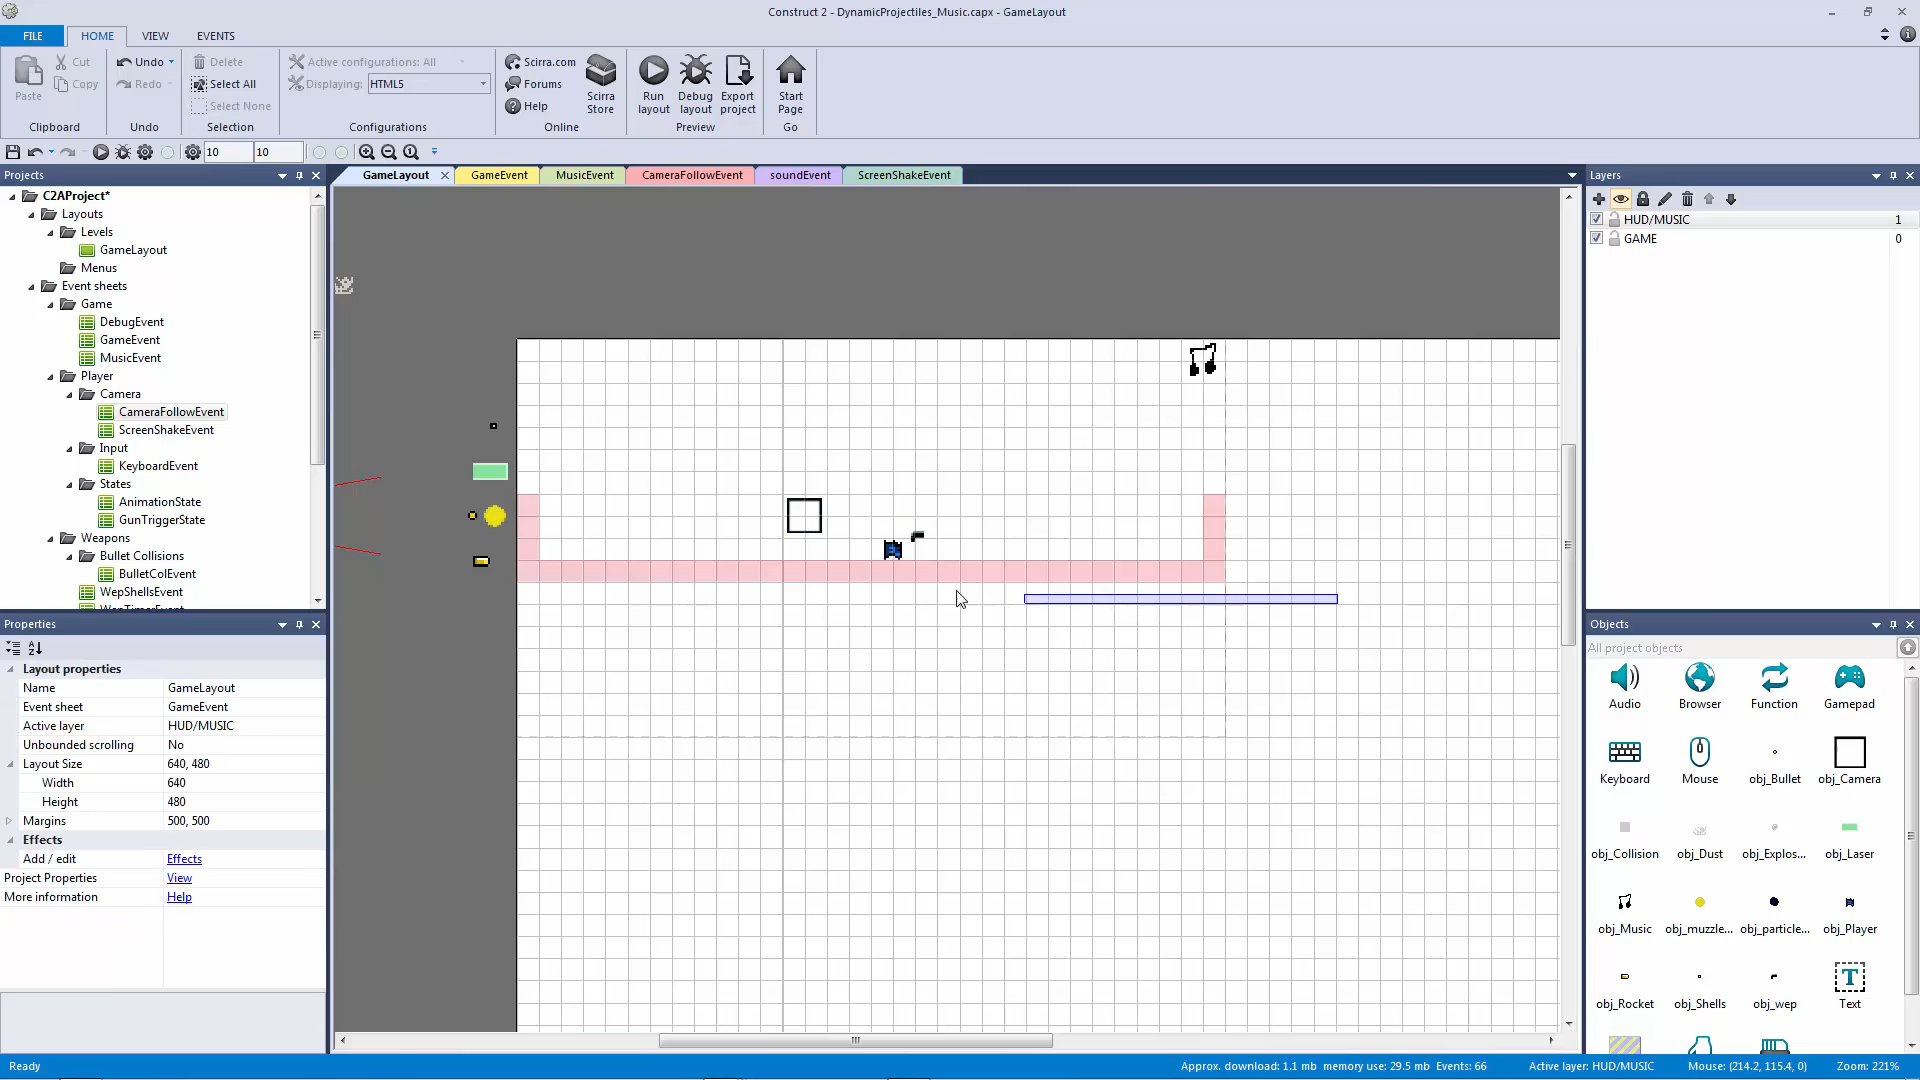 Construct 2 - DynamicProjectiles_Music.capx - GameLayout
FILE HOME VIEW EVENTS
Paste
Cut
Copy
Clipboard
Undo
Redo
Undo
Delete
Select All
Select None
Selection
Active configurations: All
Displaying: HTML5
Configurations
Scirra.com
Forums
Help
Scirra Store
Online
Run layout
Debug layout
Export project
Preview
Start Page
Go
10 10
Projects
C2AProject*
Layouts
Levels
GameLayout
Menus
Event sheets
Game
DebugEvent
GameEvent
MusicEvent
Player
Camera
CameraFollowEvent
ScreenShakeEvent
Input
KeyboardEvent
States
AnimationState
GunTriggerState
Weapons
Bullet Collisions
BulletColEvent
WepShellsEvent
WepTimerEvent
GameLayout GameEvent MusicEvent CameraFollowEvent soundEvent ScreenShakeEvent
Properties
Layout properties
Name GameLayout
Event sheet GameEvent
Active layer HUD/MUSIC
Unbounded scrolling No
Layout Size 640, 480
Width 640
Height 480
Margins 500, 500
Effects
Add / edit Effects
Project Properties View
More information Help
Layers
HUD/MUSIC 1
GAME 0
Objects
All project objects
Audio Browser Function Gamepad
Keyboard Mouse obj_Bullet obj_Camera
obj_Collision obj_Dust obj_Explos... obj_Laser
obj_Music obj_muzzle... obj_particle... obj_Player
obj_Rocket obj_Shells obj_wep Text
T
Ready
Approx. download: 1.1 mb memory use: 29.5 mb Events: 66 Active layer: HUD/MUSIC Mouse: (214.2, 115.4, 0) Zoom: 221%